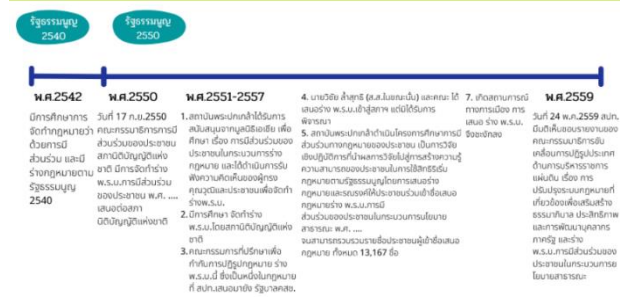 รัฐธรรมนูญ
2540
รัฐธรรมนูญ
2550
พ.ศ.2542
มีการศึกษาการ
จัดทำกฎหมายว่า
ด้วยการมี
ส่วนร่วม และมี
ร่างกฎหมายตาม
รัฐธรรมนูญ
2540
พ.ศ.2550
วันที่ 17 ก.ย.2550
คณะกรรมาธิการการมี
ส่วนร่วมของประชาชน
สภานิติบัญญัติแห่ง
ชาติ มีการจัดทำร่าง
พ.ร.บ.การมีส่วนร่วม
ของประชาชน พ.ศ. ....
เสนอต่อสภา
นิติบัญญัติแห่งชาติ
พ.ศ.2551-2557
1. สถาบันพระปกเกล้าได้รับการ
สนับสนุนจากมูลนิธิเอเชีย เพื่อ
ศึกษา เรื่อง การมีส่วนร่วมของ
ประชาชนในกระบวนการร่าง
กฎหมาย และได้ดำเนินการรับ
ฟังความคิดเห็นของผู้ทรง
คุณวุฒิและประชาชนเพื่อจัดทำ
ร่างพ.ร.บ.
2. มีการศึกษา จัดทำร่าง
พ.ร.บ.โดยสภานิติบัญญัติแห่ง
ชาติ
3. คณะกรรมการที่ปรึกษาเพื่อ
กำกับการปฏิรูปกฎหมาย ร่าง
พ.ร.บ.นี้ ซึ่งเป็นหนึ่งในกฎหมาย
ที่ สปท.เสนอมายัง รัฐบาลคสช.
4. นายวิชัย ล้ำสุทธิ (ส.ส.ในขณะนั้น) และคณะ ได้
เสนอร่าง พ.ร.บ.เข้าสู่สภาฯ แต่มิได้รับการ
พิจารณา
5. สถาบันพระปกเกล้าดำเนินโครงการศึกษาการมี
ส่วนร่วมทางกฎหมายของประชาชน เป็นการวิจัย
เชิงปฏิบัติการที่นำผลการวิจัยไปสู่การสร้างความรู้
ความสามารถของประชาชนในการใช้สิทธิริเริ่ม
กฎหมายตามรัฐธรรมนูญโดยการเสนอร่าง
กฎหมายและรณรงค์ให้ประชาชนร่วมเข้าชื่อเสนอ
กฎหมายร่าง พ.ร.บ.การมี
ส่วนร่วมของประชาชนในกระบวนการนโยบาย
สาธารณะ พ.ศ. ....
จนสามารถรวบรวมรายชื่อประชาชนผู้เข้าชื่อเสนอ
กฎหมาย ทั้งหมด 13,167 ชื่อ
7. เกิดสถานการณ์
ทางการเมือง การ
เสนอ ร่าง พ.ร.บ.
จึงชะงักลง
พ.ศ.2559
วันที่ 24 พ.ค.2559 สปท.
มีมติเห็นชอบรายงานของ
คณะกรรมาธิการขับ
เคลื่อนการปฏิรูปประเทศ
ด้านการบริหารราชการ
แผ่นดิน เรื่อง การ
ปรับปรุงระบบกฎหมายที่
เกี่ยวข้องเพื่อเสริมสร้าง
ธรรมาภิบาล ประสิทธิภาพ
และการพัฒนาบุคลากร
ภาครัฐ และร่าง
พ.ร.บ.การมีส่วนร่วมของ
ประชาชนในกระบวนการน
โยบายสาธารณะ